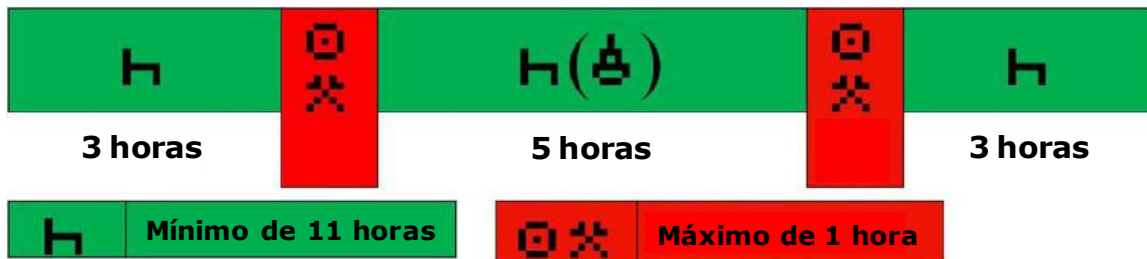 3 horas
5 horas
3 horas
Mínimo de 11 horas
Máximo de 1 hora